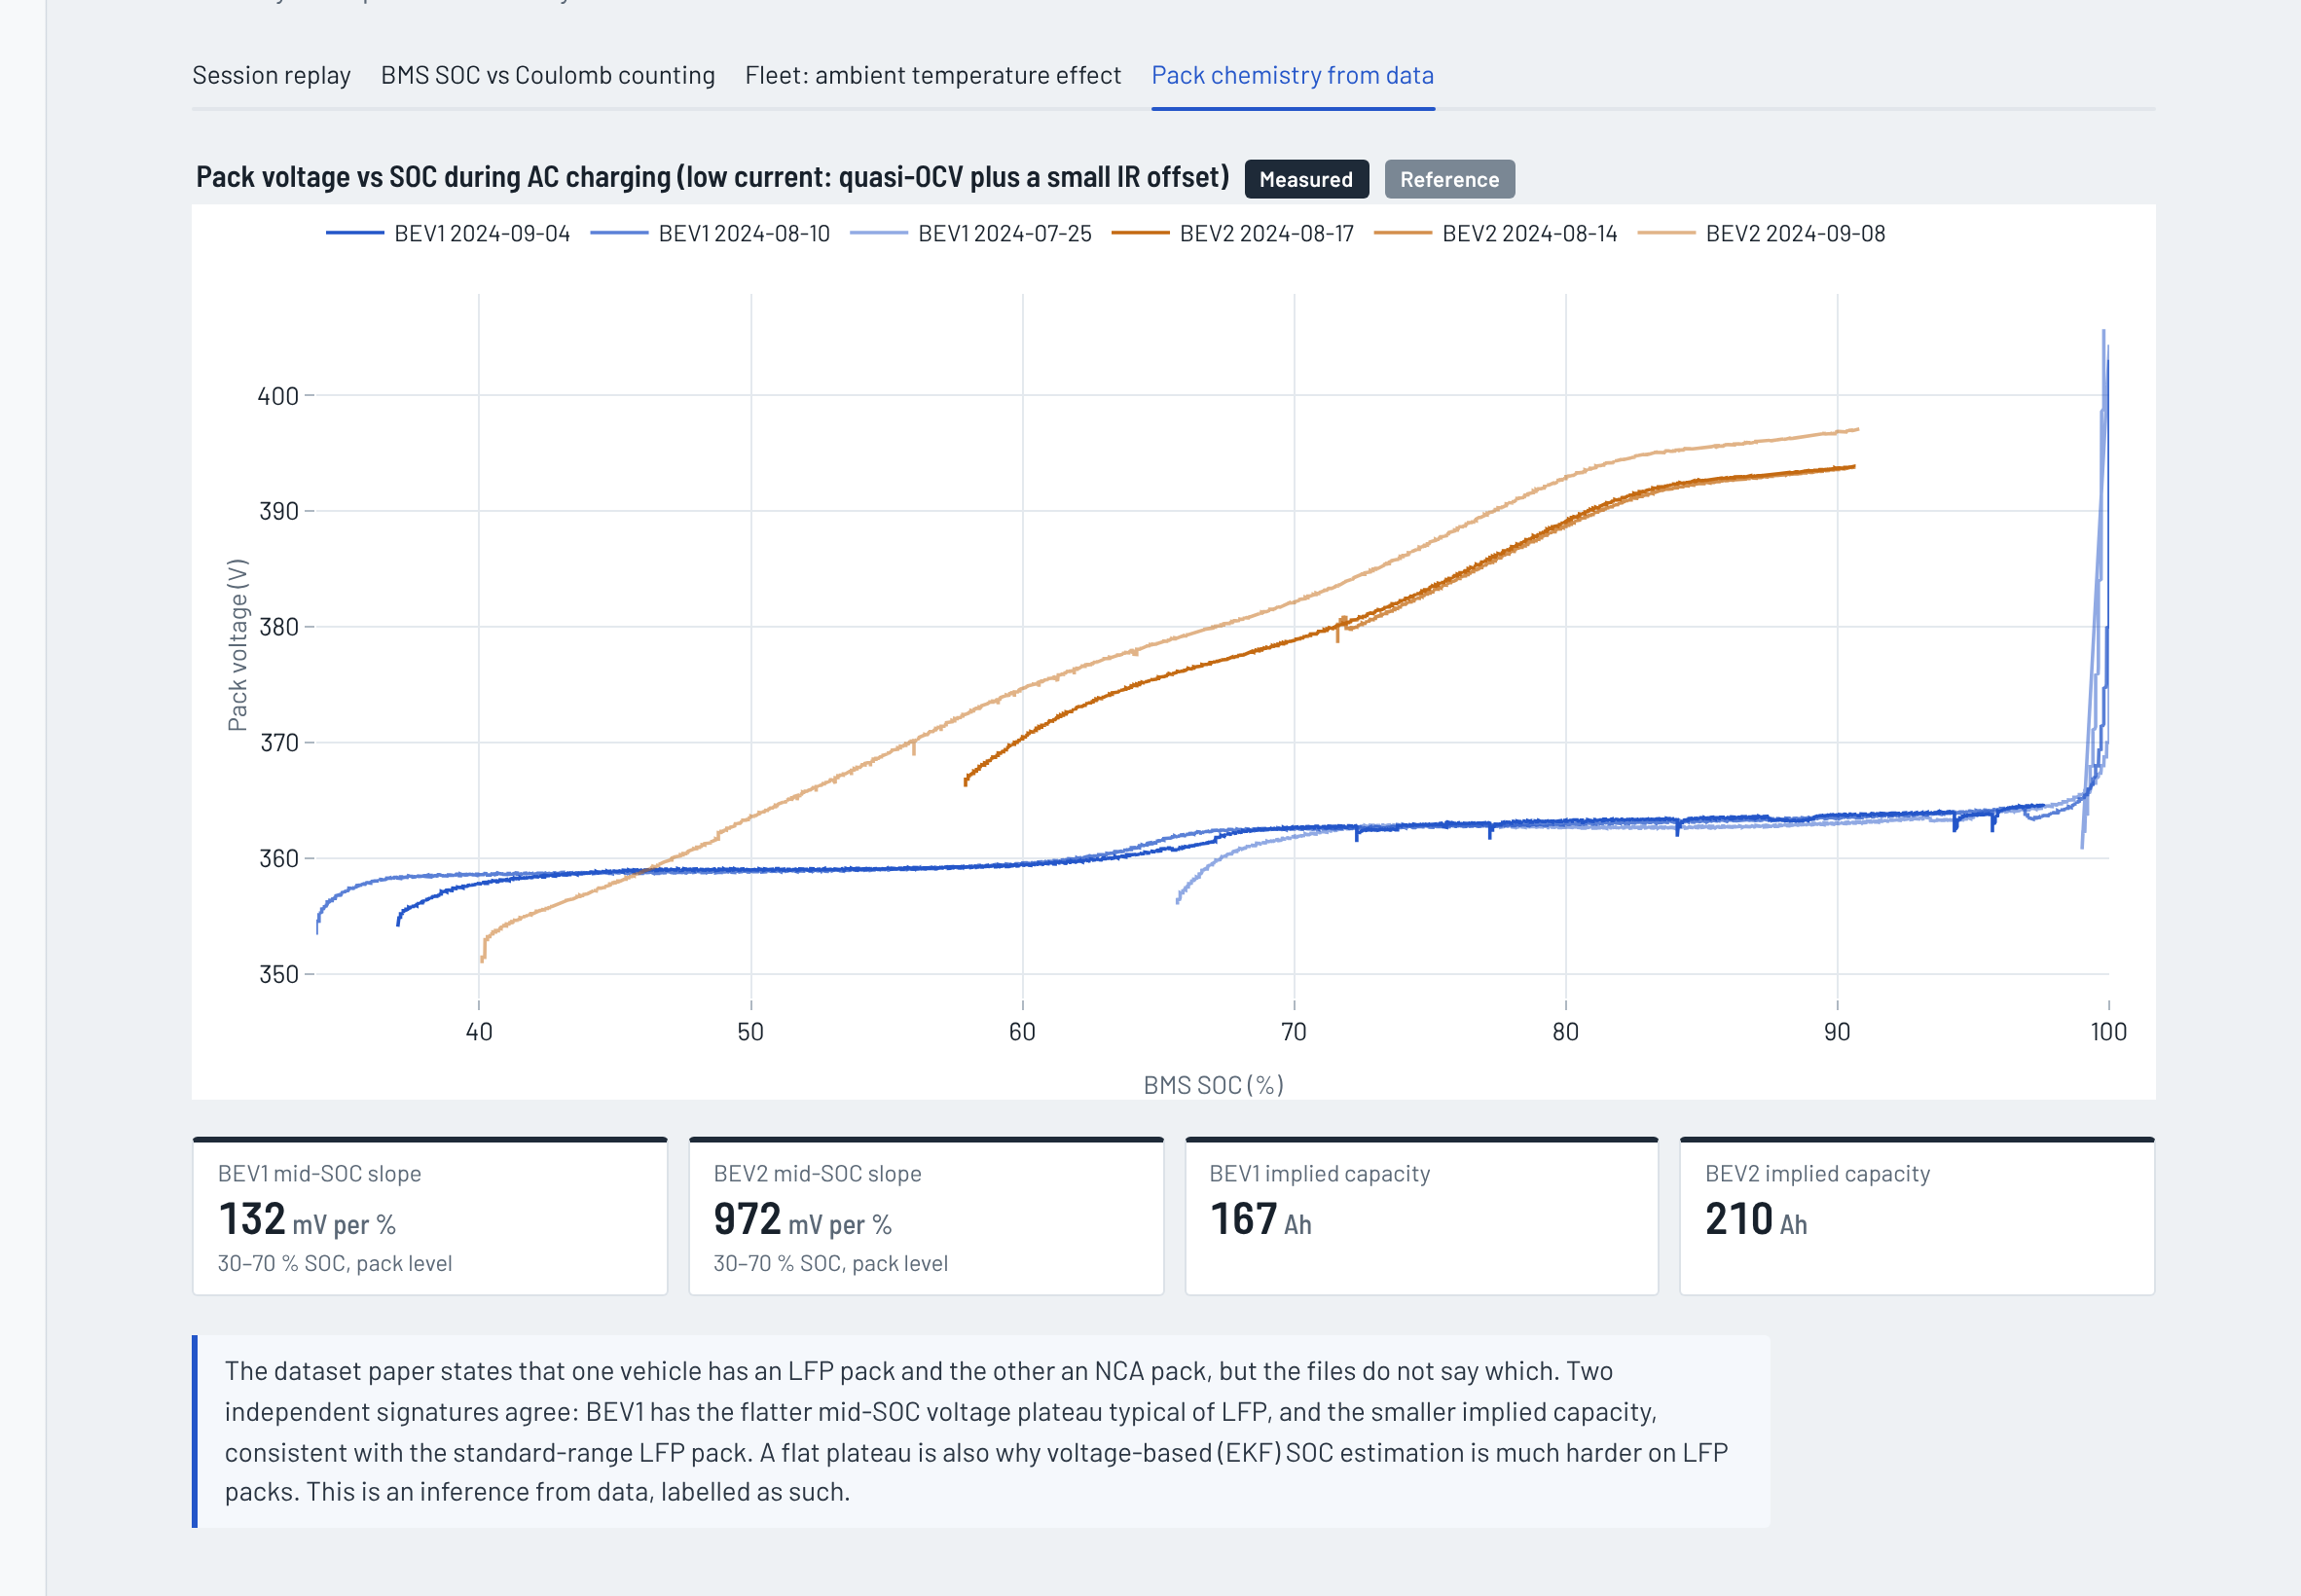 Session replay BMS SOC vs Coulomb counting Fleet: ambient temperature effect Pack chemistry from data
Pack voltage vs SOC during AC charging (low current: quasi-OCV plus a small IR offset) Measured Reference
BEV1 2024-09-04 BEV1 2024-08-10 BEV1 2024-07-25 BEV2 2024-08-17 BEV2 2024-08-14 BEV2 2024-09-08
400
390
380
370
360
350
Pack voltage (V)
40 50 60 70 80 90 100
BMS SOC (%)
BEV1 mid-SOC slope
132 mV per %
30–70 % SOC, pack level
BEV2 mid-SOC slope
972 mV per %
30–70 % SOC, pack level
BEV1 implied capacity
167 Ah
BEV2 implied capacity
210 Ah
The dataset paper states that one vehicle has an LFP pack and the other an NCA pack, but the files do not say which. Two
independent signatures agree: BEV1 has the flatter mid-SOC voltage plateau typical of LFP, and the smaller implied capacity,
consistent with the standard-range LFP pack. A flat plateau is also why voltage-based (EKF) SOC estimation is much harder on LFP
packs. This is an inference from data, labelled as such.